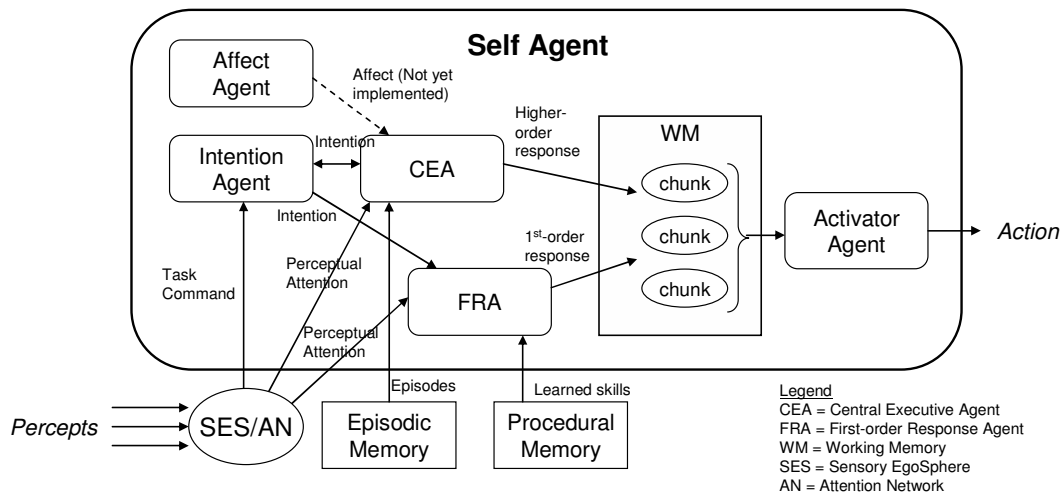 Self Agent
Affect
Agent
Affect (Not yet
implemented)
Higher-
order
response
WM
Intention
Agent
Intention
CEA
chunk
Intention
chunk
Activator
Agent
Action
1st-order
response
Task
Command
Perceptual
Attention
FRA
chunk
Perceptual
Attention
Episodes
Learned skills
Percepts
SES/AN
Episodic
Memory
Procedural
Memory
Legend
CEA = Central Executive Agent
FRA = First-order Response Agent
WM = Working Memory
SES = Sensory EgoSphere
AN = Attention Network